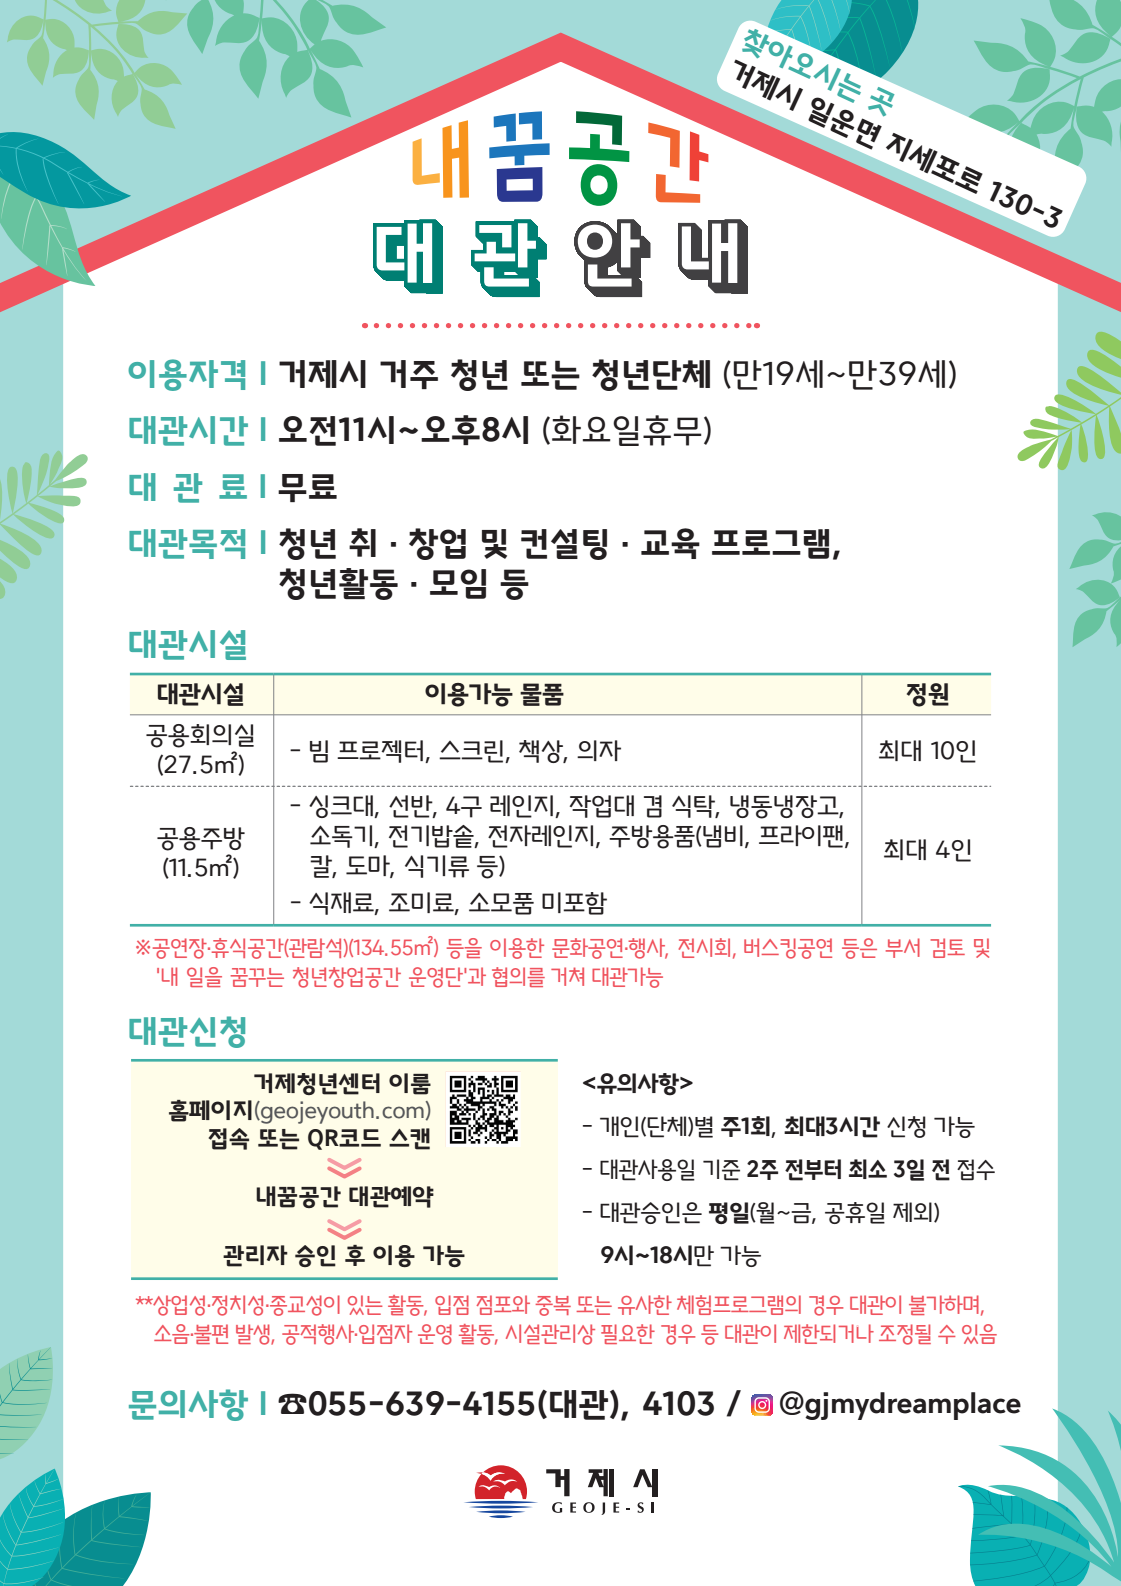 찾아오시는 곳
거제시 일운면 지세포로 130-3
내꿈공간
대관안내
이용자격 | 거제시 거주 청년 또는 청년단체 (만19세~만39세)
대관시간 | 오전11시~오후8시 (화요일휴무)
대 관 료 | 무료
대관목적 | 청년 취·창업 및 컨설팅·교육 프로그램,
청년활동·모임 등
대관시설
대관시설 이용가능 물품 정원
공용회의실
(27.5㎡)
- 빔 프로젝터, 스크린, 책상, 의자
최대 10인
공용주방
(11.5㎡)
- 싱크대, 선반, 4구 레인지, 작업대 겸 식탁, 냉동냉장고,
소독기, 전기밥솥, 전자레인지, 주방용품(냄비, 프라이팬,
칼, 도마, 식기류 등)
- 식재료, 조미료, 소모품 미포함
최대 4인
※공연장·휴식공간(관람석)(134.55㎡) 등을 이용한 문화공연·행사, 전시회, 버스킹공연 등은 부서 검토 및
'내 일을 꿈꾸는 청년창업공간 운영단'과 협의를 거쳐 대관가능
대관신청
거제청년센터 이룸
홈페이지(geojeyouth.com)
접속 또는 QR코드 스캔
내꿈공간 대관예약
관리자 승인 후 이용 가능
<유의사항>
- 개인(단체)별 주1회, 최대3시간 신청 가능
- 대관사용일 기준 2주 전부터 최소 3일 전 접수
- 대관승인은 평일(월~금, 공휴일 제외)
9시~18시만 가능
**상업성·정치성·종교성이 있는 활동, 입점 점포와 중복 또는 유사한 체험프로그램의 경우 대관이 불가하며,
소음·불편 발생, 공적행사·입점자 운영 활동, 시설관리상 필요한 경우 등 대관이 제한되거나 조정될 수 있음
문의사항 | ☎055-639-4155(대관), 4103 / @gjmydreamplace
거제시
GEOJE-SI